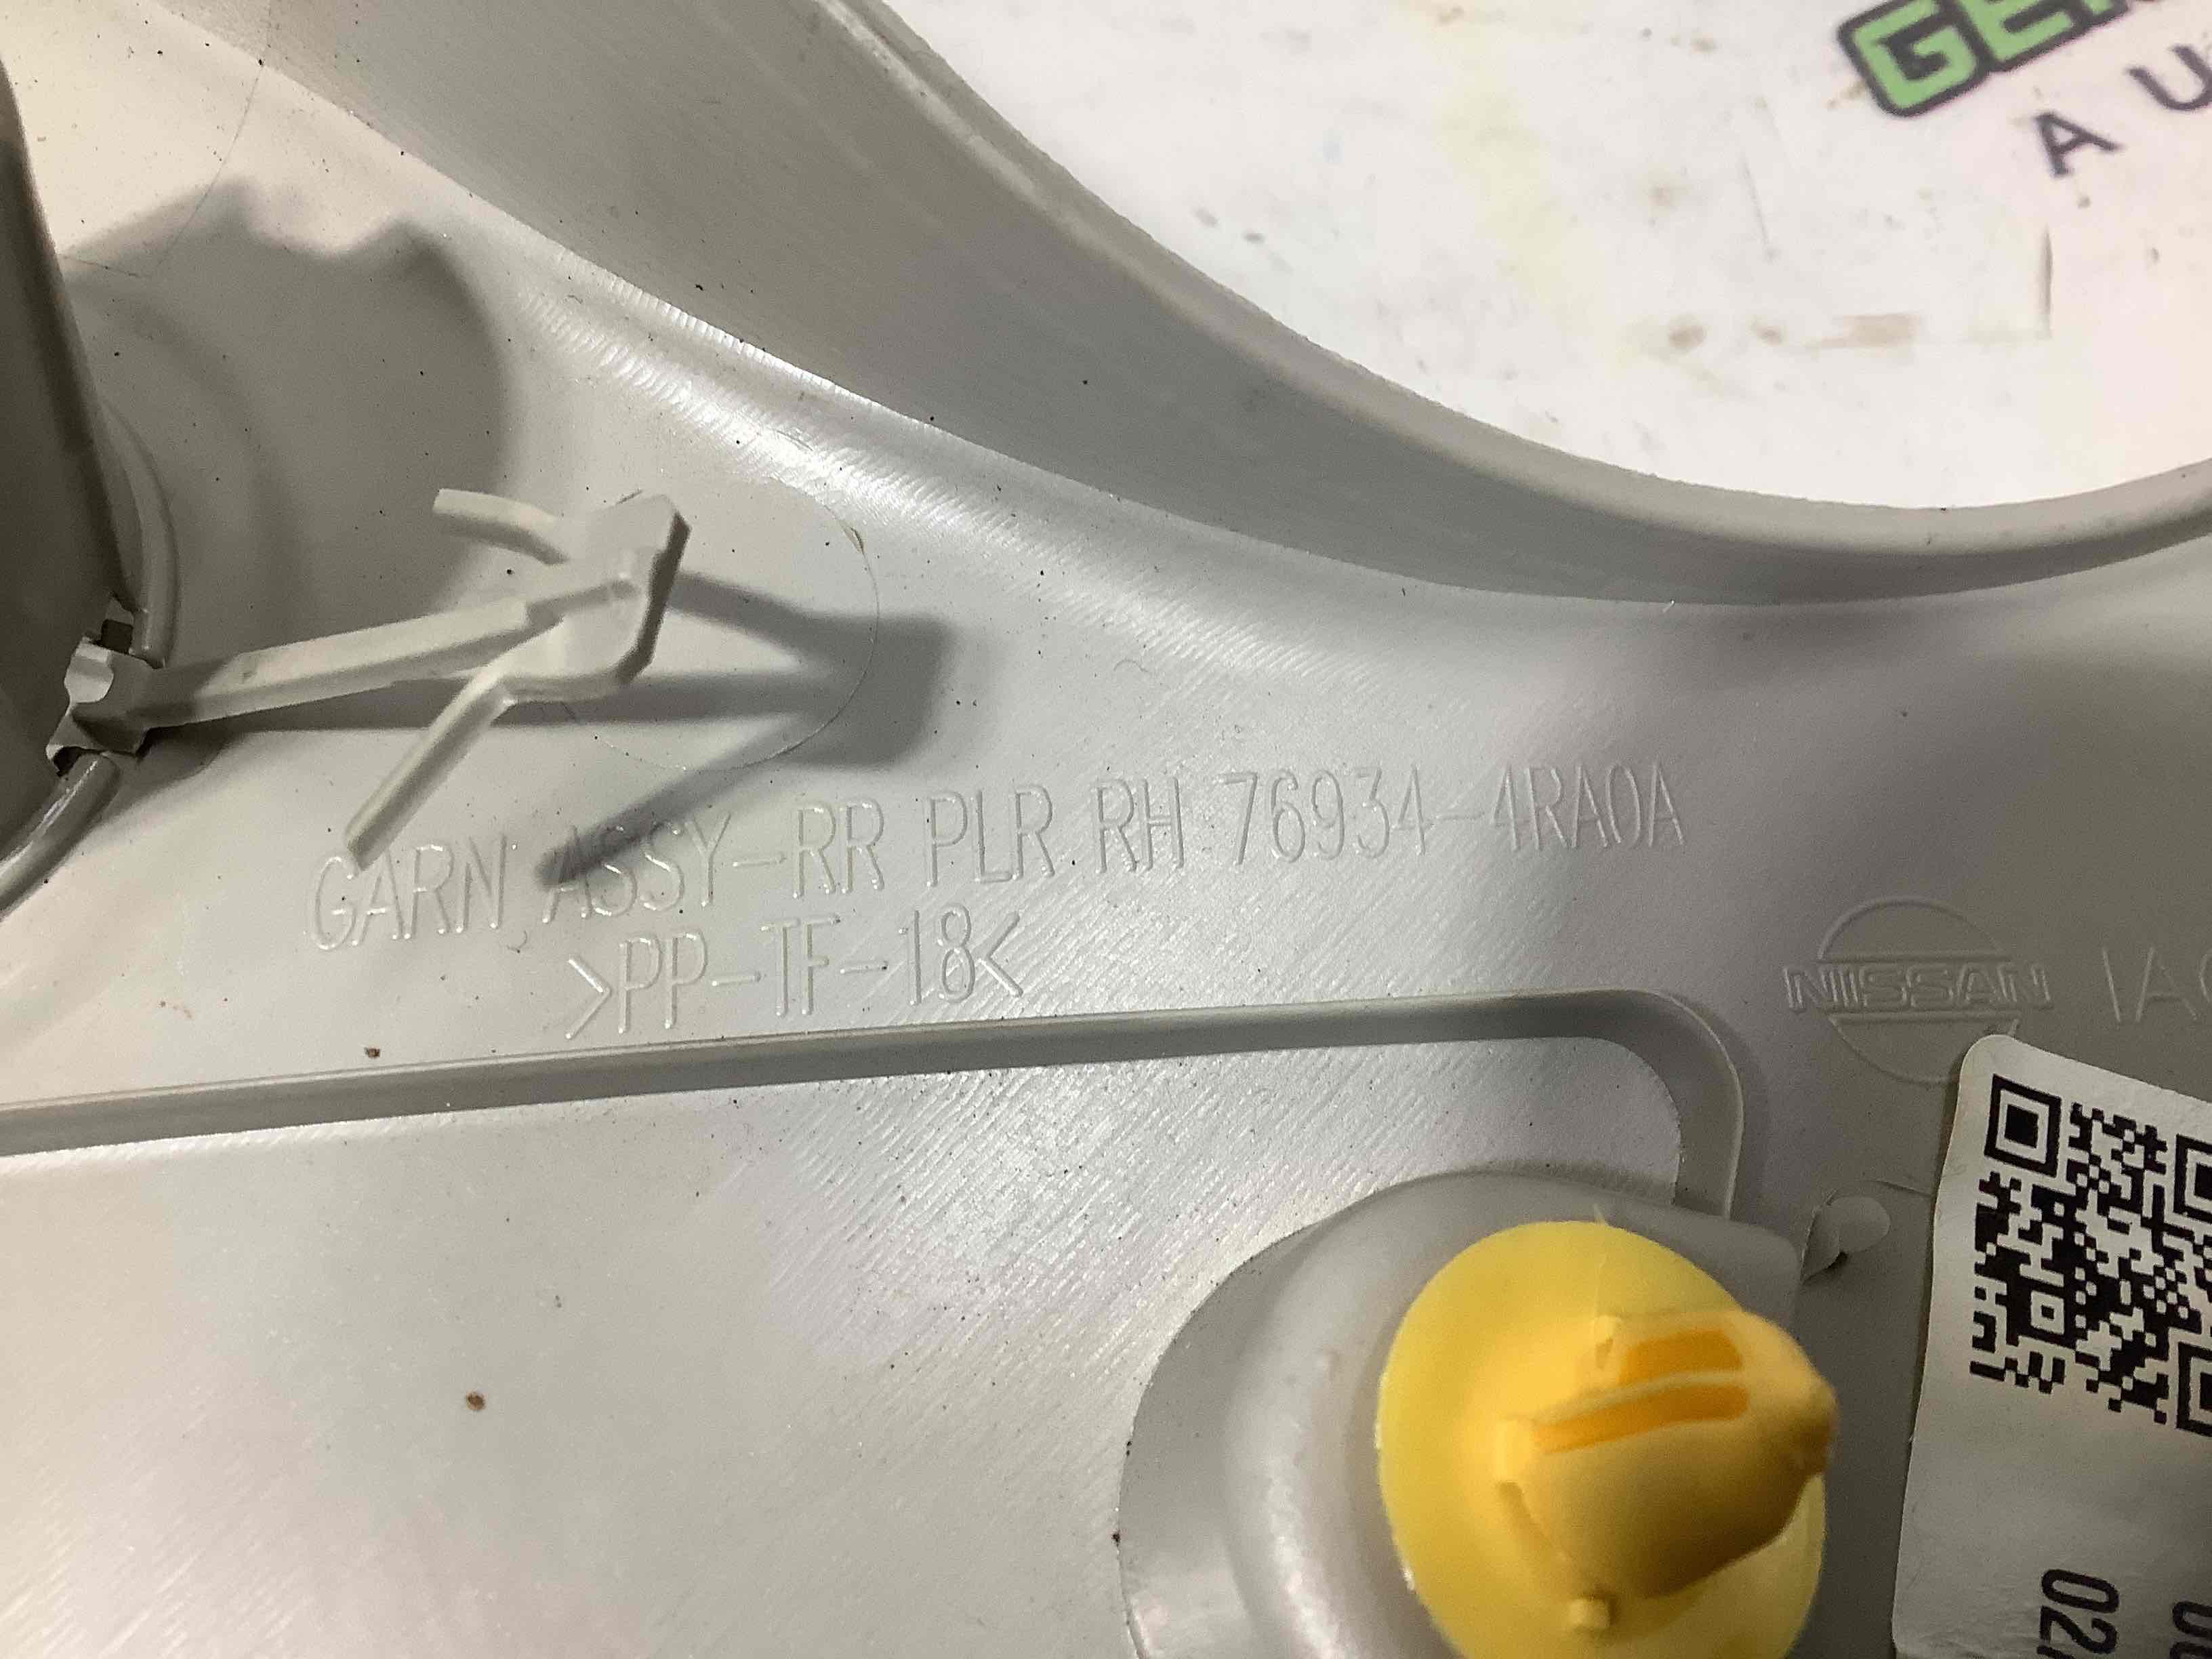 GARN ASSY-RR PLR RH 76934-4RA0A
>PP-TF-18<
NISSAN